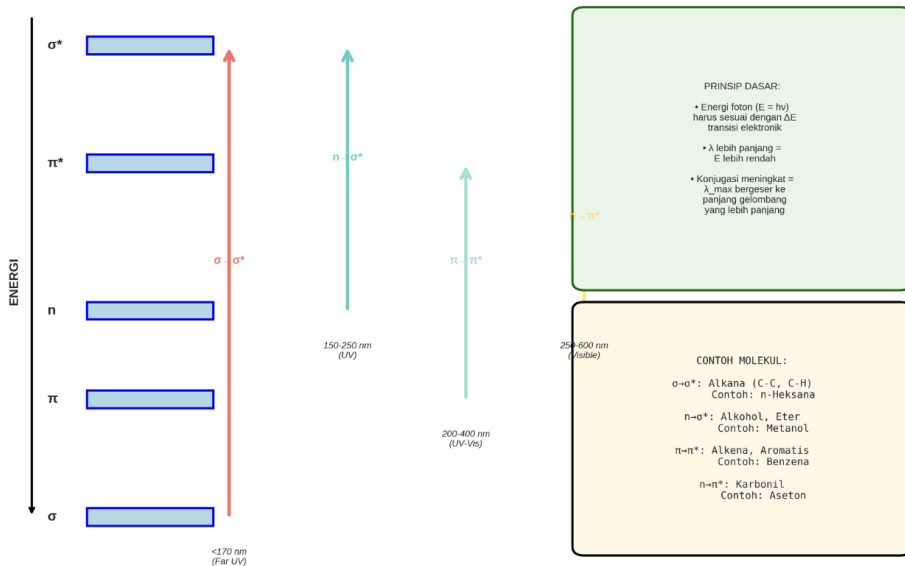 ENERGI
σ*
π*
n
π
σ
σ→σ*
<170 nm
(Far UV)
n→σ*
150-250 nm
(UV)
π→π*
200-400 nm
(UV-Vis)
n→π*
250-600 nm
(Visible)
PRINSIP DASAR:
• Energi foton (E = hν)
harus sesuai dengan ΔE
transisi elektronik
• λ lebih panjang =
E lebih rendah
• Konjugasi meningkat =
λ_max bergeser ke
panjang gelombang
yang lebih panjang
CONTOH MOLEKUL:
σ→σ*: Alkana (C-C, C-H)
Contoh: n-Heksana
n→σ*: Alkohol, Eter
Contoh: Metanol
π→π*: Alkena, Aromatis
Contoh: Benzena
n→π*: Karbonil
Contoh: Aseton